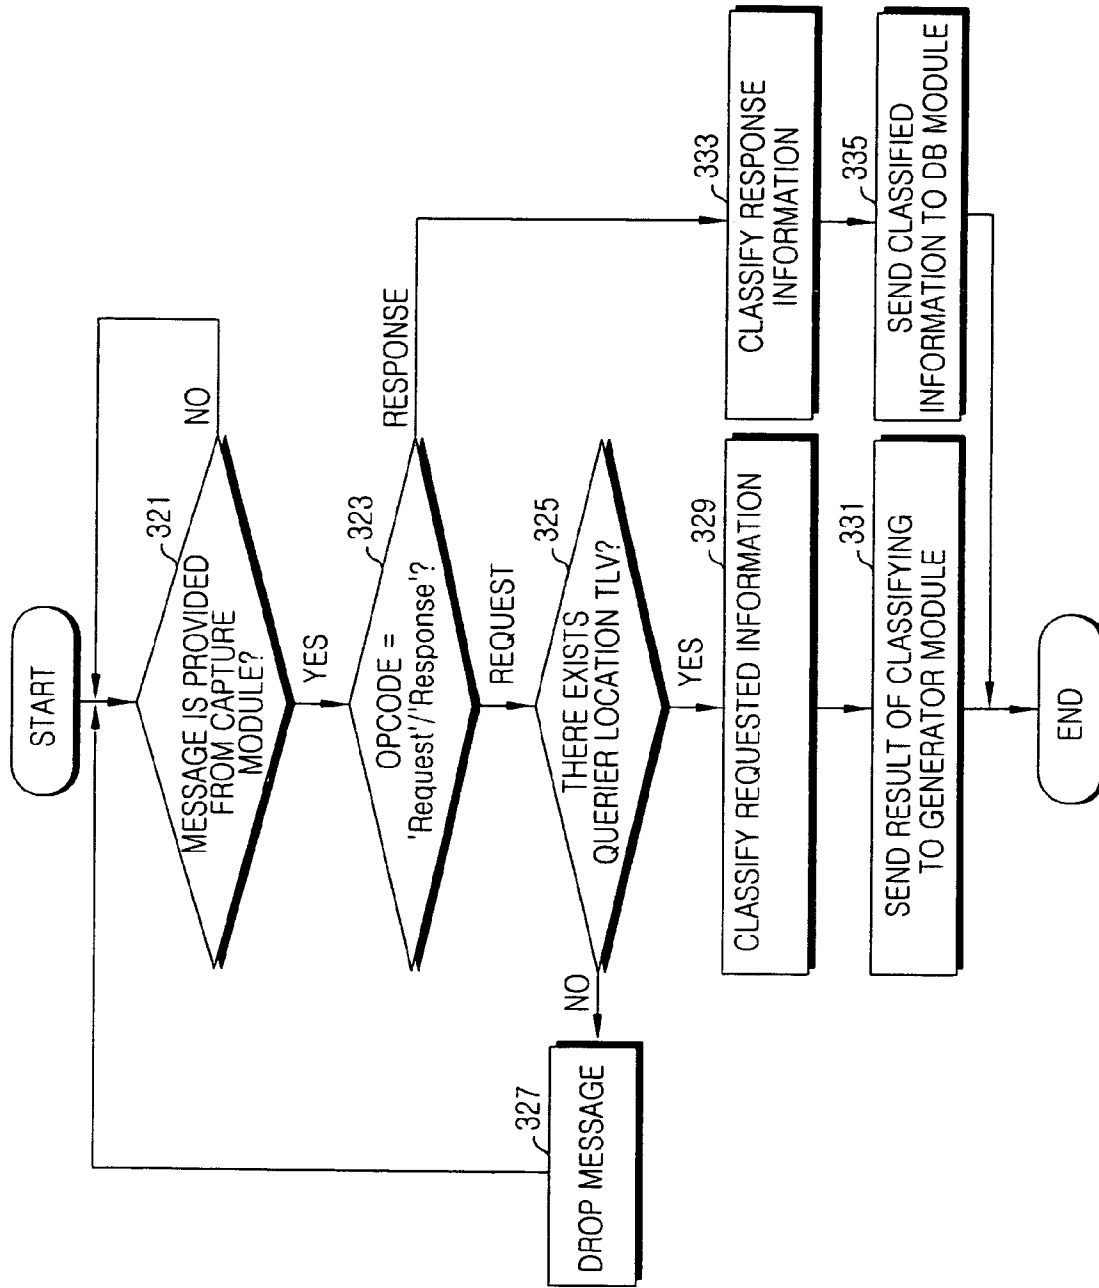 START
321
MESSAGE IS PROVIDED
FROM CAPTURE
MODULE?
NO
YES
323
OPCODE =
'Request'/'Response'?
RESPONSE
REQUEST
325
THERE EXISTS
QUERIER LOCATION TLV?
NO
YES
327
DROP MESSAGE
329
CLASSIFY REQUESTED INFORMATION
333
CLASSIFY RESPONSE
INFORMATION
331
SEND RESULT OF CLASSIFYING
TO GENERATOR MODULE
335
SEND CLASSIFIED
INFORMATION TO DB MODULE
END